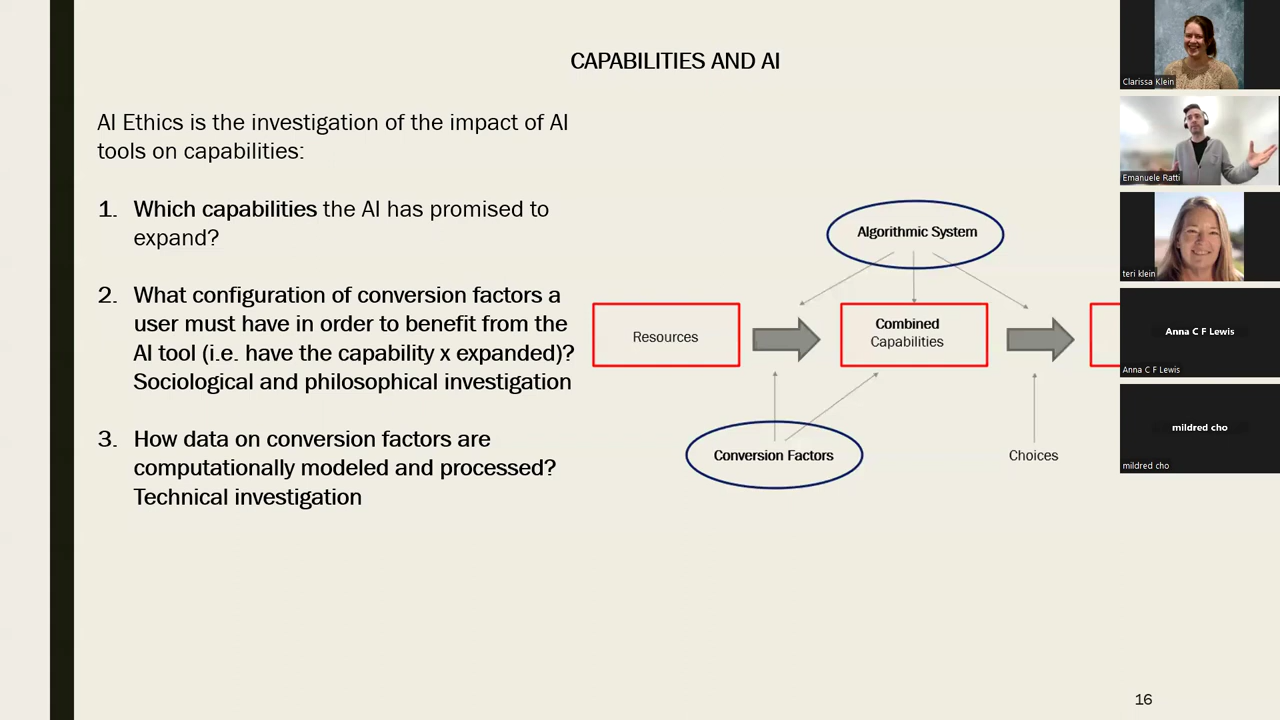 CAPABILITIES AND AI
AI Ethics is the investigation of the impact of AI
tools on capabilities:
1. Which capabilities the AI has promised to
expand?
2. What configuration of conversion factors a
user must have in order to benefit from the
AI tool (i.e. have the capability x expanded)?
Sociological and philosophical investigation
3. How data on conversion factors are
computationally modeled and processed?
Technical investigation
Algorithmic System
Resources
Combined
Capabilities
Conversion Factors
Choices
16
Clarissa Klein
Emanuele Ratti
teri klein
Anna C F Lewis
Anna C F Lewis
mildred cho
mildred cho